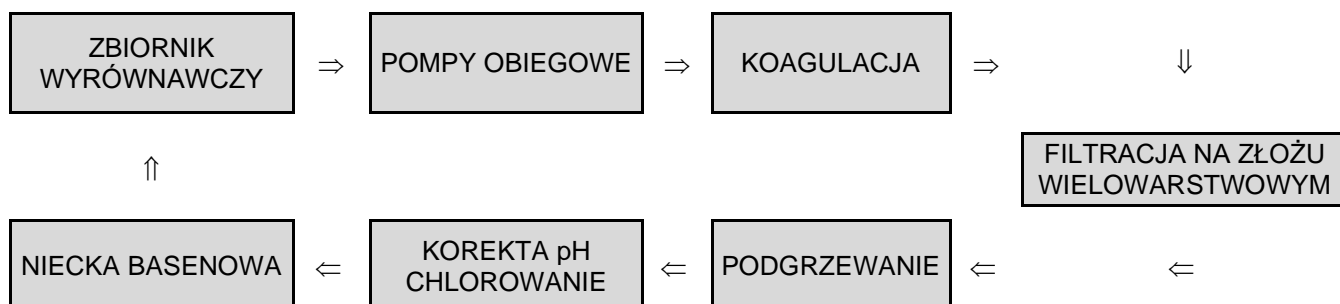 ZBIORNIK
WYRÓWNAWCZY
⇒
POMPY OBIEGOWE
⇒
KOAGULACJA
⇒
⇓
⇑
FILTRACJA NA ZŁOŻU
WIELOWARSTWOWYM
NIECKA BASENOWA
⇐
KOREKTA pH
CHLOROWANIE
⇐
PODGRZEWANIE
⇐
⇐